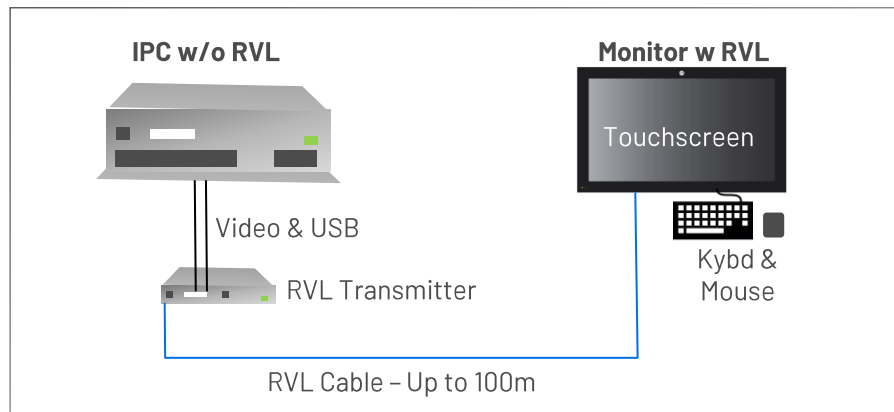 IPC w/o RVL
Monitor w RVL
Touchscreen
Video & USB
Kybd &
Mouse
RVL Transmitter
RVL Cable – Up to 100m